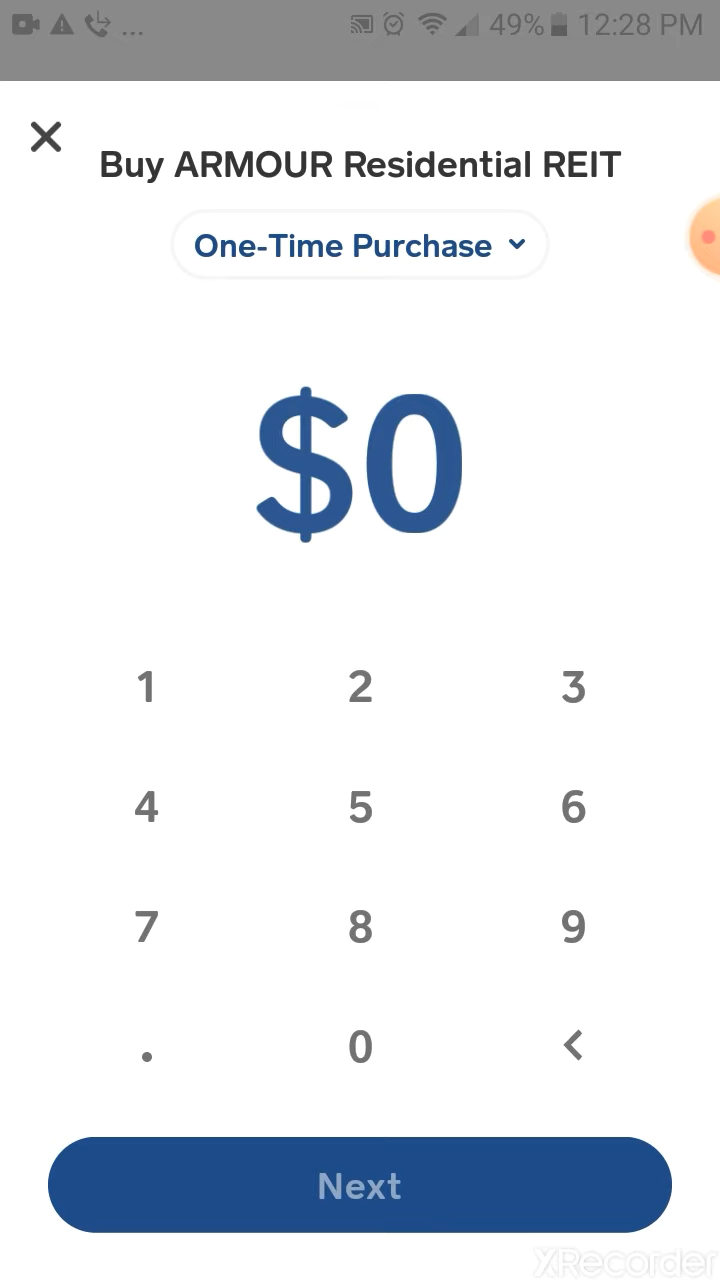 ... 49% 12:28 PM
Buy ARMOUR Residential REIT
One-Time Purchase
$0
1 2 3
4 5 6
7 8 9
. 0 <
Next
XRecorder